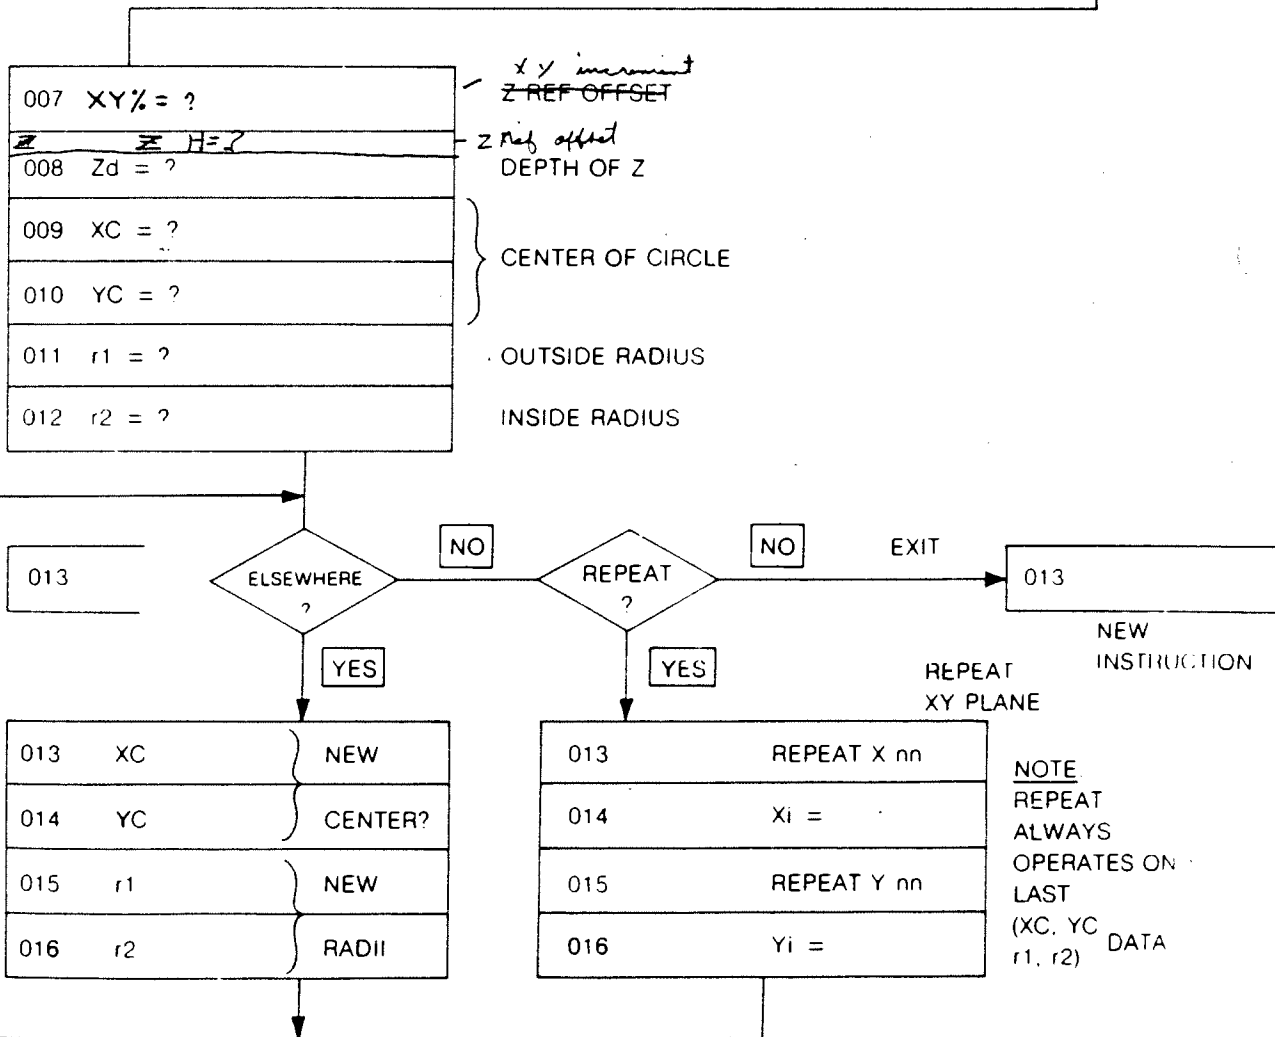 007 XY% = ?
X Y increment
Z REF OFFSET
Z H = ?
Z Ref offset
008 Zd = ?
DEPTH OF Z
009 XC = ?
010 YC = ?
CENTER OF CIRCLE
011 r1 = ?
OUTSIDE RADIUS
012 r2 = ?
INSIDE RADIUS
013
ELSEWHERE
?
NO
REPEAT
?
NO
EXIT
013
NEW
INSTRUCTION
YES
YES
REPEAT
XY PLANE
013 XC NEW
014 YC CENTER?
015 r1 NEW
016 r2 RADII
013 REPEAT X nn
014 Xi =
015 REPEAT Y nn
016 Yi =
NOTE
REPEAT
ALWAYS
OPERATES ON
LAST
(XC, YC
r1, r2) DATA